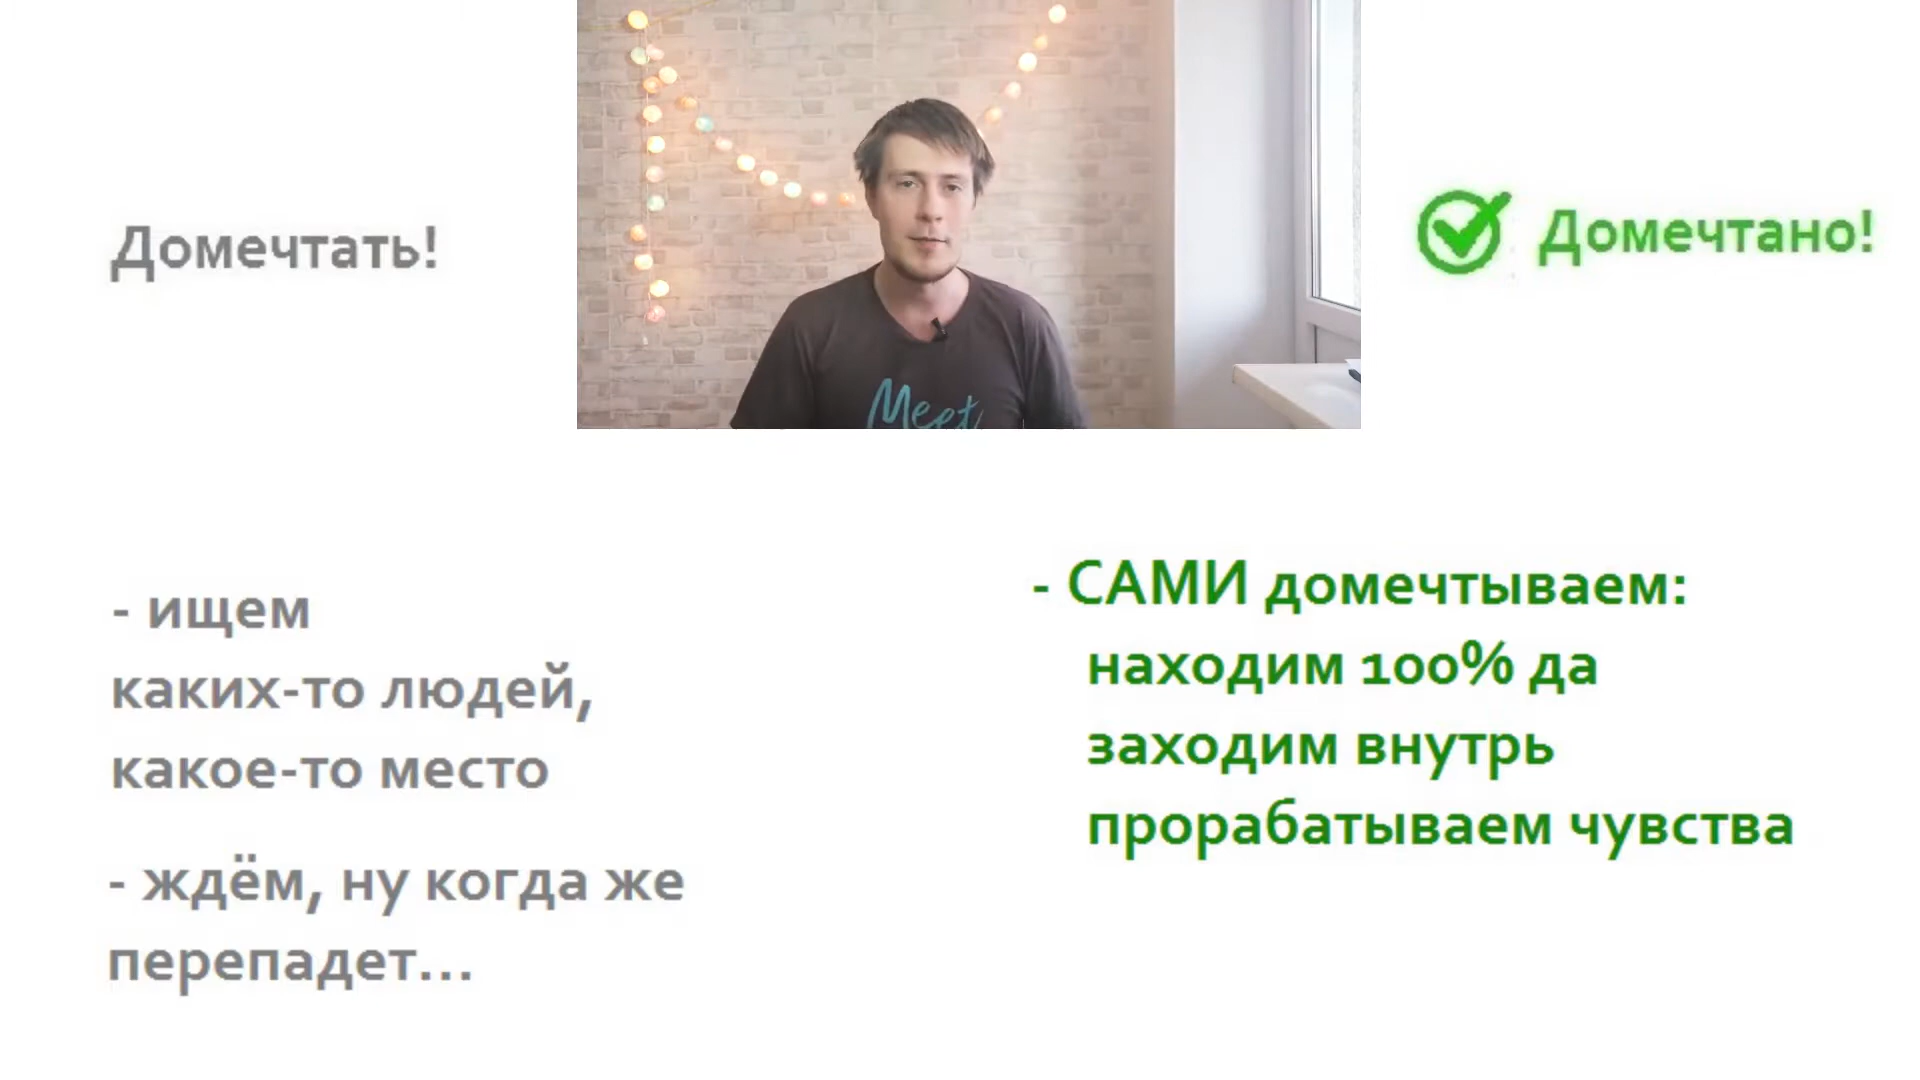 Домечтать!
Meet
Домечтано!
- ищем
каких-то людей,
какое-то место
- ждём, ну когда же
перепадет...
- САМИ домечтываем:
находим 100% да
заходим внутрь
прорабатываем чувства